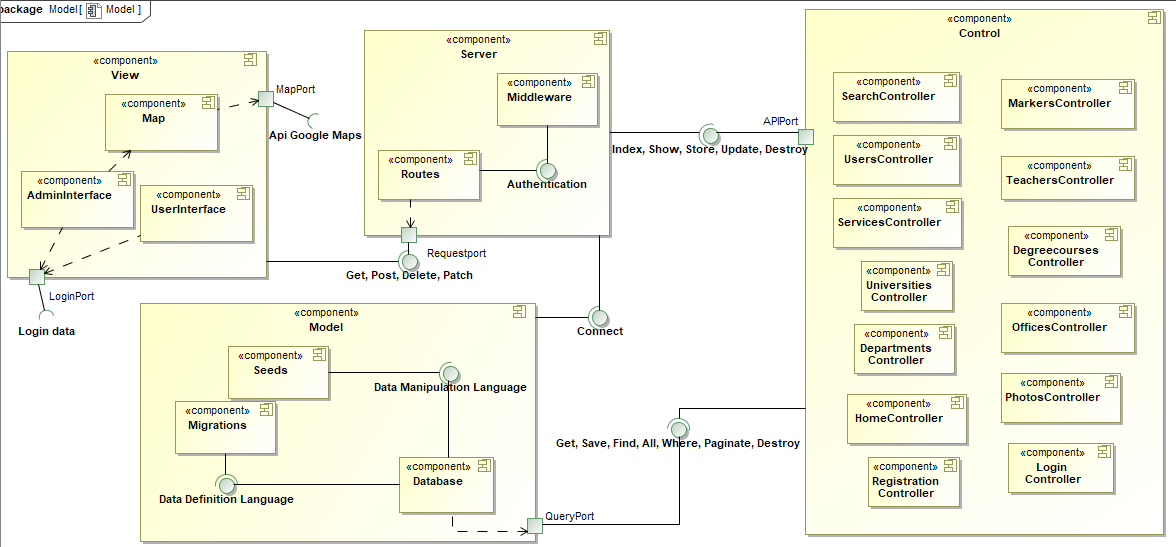 package Model[ Model ]
«component»
View
«component»
Map
«component»
AdminInterface
«component»
UserInterface
MapPort
Api Google Maps
LoginPort
Login data
«component»
Server
«component»
Middleware
«component»
Routes
Authentication
Requestport
Get, Post, Delete, Patch
Connect
APIPort
Index, Show, Store, Update, Destroy
«component»
Model
«component»
Seeds
Data Manipulation Language
«component»
Migrations
Data Definition Language
«component»
Database
QueryPort
Get, Save, Find, All, Where, Paginate, Destroy
«component»
Control
«component»
SearchController
«component»
MarkersController
«component»
UsersController
«component»
TeachersController
«component»
ServicesController
«component»
Degreecourses
Controller
«component»
Universities
Controller
«component»
OfficesController
«component»
Departments
Controller
«component»
PhotosController
«component»
HomeController
«component»
Login
Controller
«component»
Registration
Controller